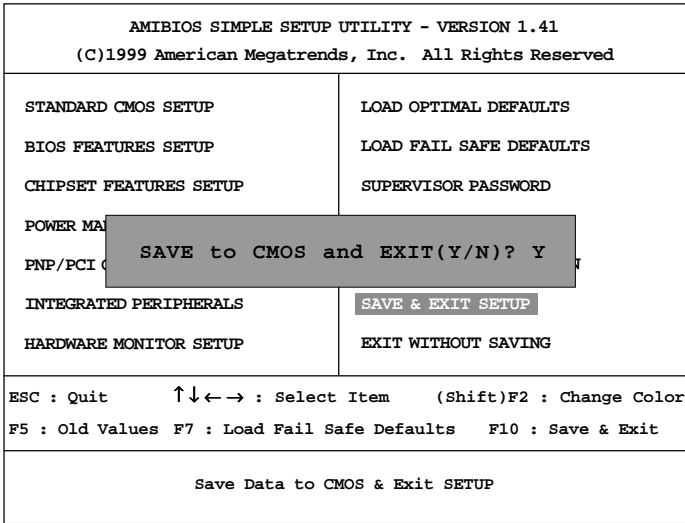 AMIBIOS SIMPLE SETUP UTILITY - VERSION 1.41
(C)1999 American Megatrends, Inc. All Rights Reserved
STANDARD CMOS SETUP
BIOS FEATURES SETUP
CHIPSET FEATURES SETUP
POWER
PNP/PCI
INTEGRATED PERIPHERALS
HARDWARE MONITOR SETUP
LOAD OPTIMAL DEFAULTS
LOAD FAIL SAFE DEFAULTS
SUPERVISOR PASSWORD
SAVE & EXIT SETUP
EXIT WITHOUT SAVING
SAVE to CMOS and EXIT(Y/N)? Y
ESC : Quit ↑↓←→ : Select Item (Shift)F2 : Change Color
F5 : Old Values F7 : Load Fail Safe Defaults F10 : Save & Exit
Save Data to CMOS & Exit SETUP